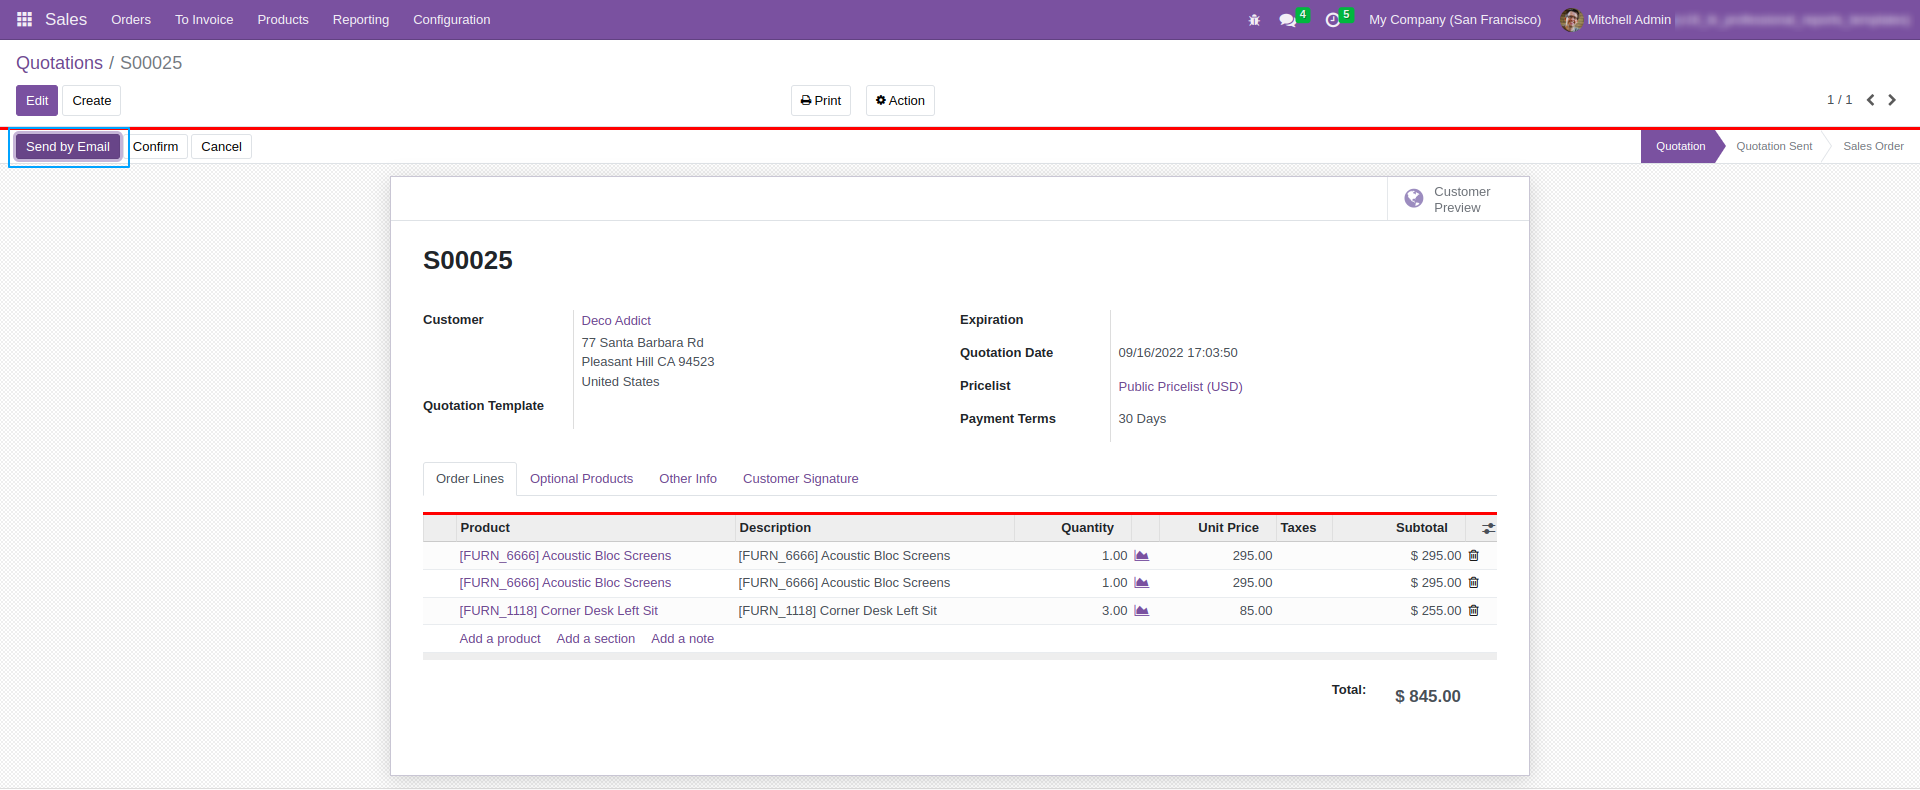 Sales Orders To Invoice Products Reporting Configuration 4 5 My Company (San Francisco) Mitchell Admin
Quotations / S00025
Edit Create Print Action 1 / 1
Send by Email Confirm Cancel Quotation Quotation Sent Sales Order
Customer
Preview
S00025
Customer Deco Addict Expiration
77 Santa Barbara Rd
Quotation Date 09/16/2022 17:03:50
Pleasant Hill CA 94523
United States Pricelist Public Pricelist (USD)
Quotation Template
Payment Terms 30 Days
Order Lines Optional Products Other Info Customer Signature
Product Description Quantity Unit Price Taxes Subtotal
[FURN_6666] Acoustic Bloc Screens [FURN_6666] Acoustic Bloc Screens 1.00 295.00 $ 295.00
[FURN_6666] Acoustic Bloc Screens [FURN_6666] Acoustic Bloc Screens 1.00 295.00 $ 295.00
[FURN_1118] Corner Desk Left Sit [FURN_1118] Corner Desk Left Sit 3.00 85.00 $ 255.00
Add a product Add a section Add a note
Total: $ 845.00